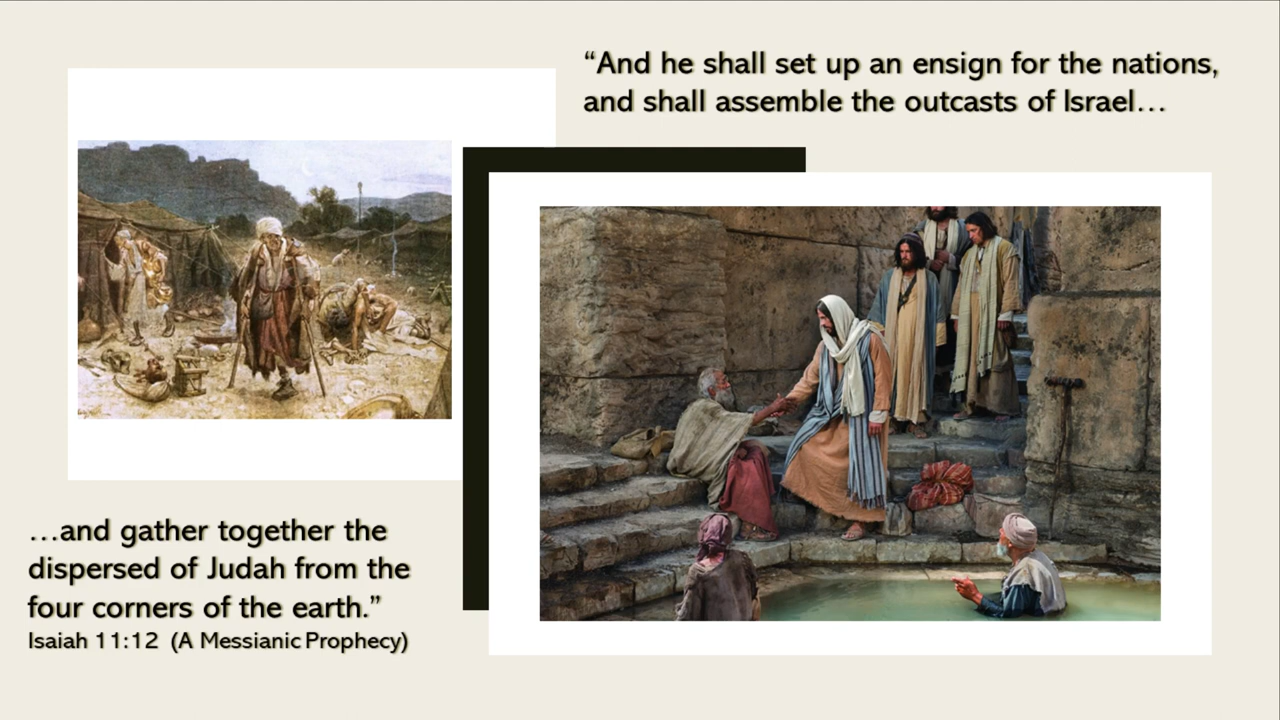 “And he shall set up an ensign for the nations,
and shall assemble the outcasts of Israel…
…and gather together the
dispersed of Judah from the
four corners of the earth.”
Isaiah 11:12 (A Messianic Prophecy)